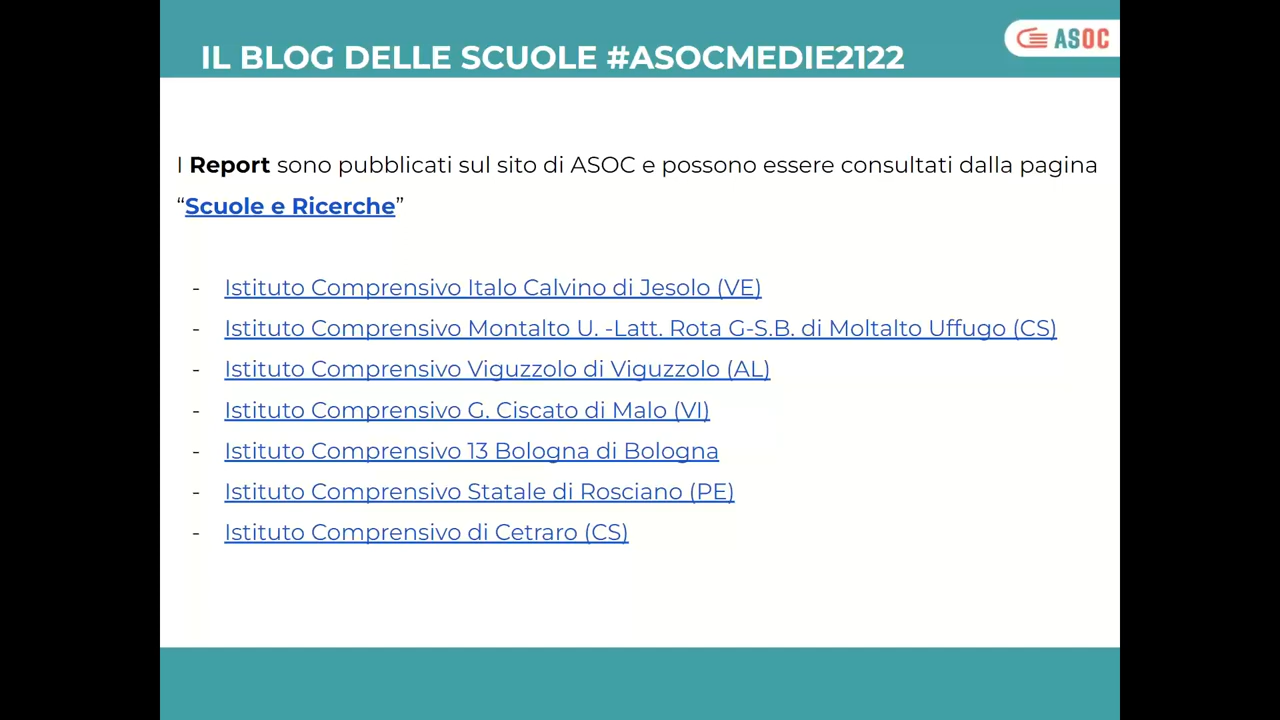 IL BLOG DELLE SCUOLE #ASOCMEDIE2122
ASOC
I Report sono pubblicati sul sito di ASOC e possono essere consultati dalla pagina
“Scuole e Ricerche”
- Istituto Comprensivo Italo Calvino di Jesolo (VE)
- Istituto Comprensivo Montalto U. -Latt. Rota G-S.B. di Moltalto Uffugo (CS)
- Istituto Comprensivo Viguzzolo di Viguzzolo (AL)
- Istituto Comprensivo G. Ciscato di Malo (VI)
- Istituto Comprensivo 13 Bologna di Bologna
- Istituto Comprensivo Statale di Rosciano (PE)
- Istituto Comprensivo di Cetraro (CS)